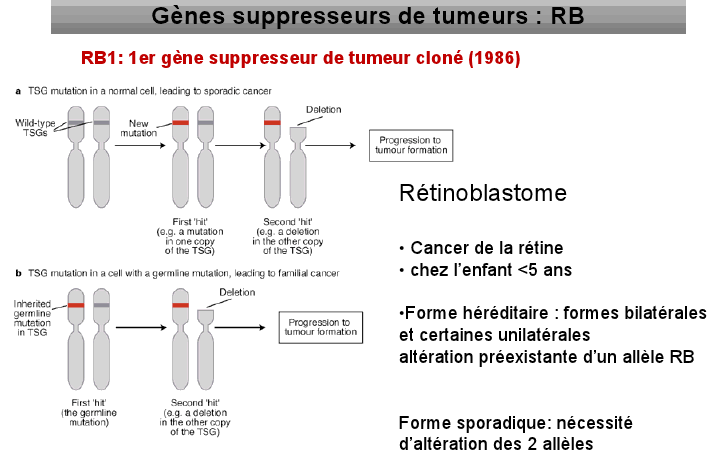 Gènes suppresseurs de tumeurs : RB
RB1: 1er gène suppresseur de tumeur cloné (1986)
a TSG mutation in a normal cell, leading to sporadic cancer
Wild-type
TSGs
New
mutation
Deletion
Progression to
tumour formation
First 'hit'
(e.g. a mutation
in one copy
of the TSG)
Second 'hit'
(e.g. a deletion
in the other copy
of the TSG)
b TSG mutation in a cell with a germline mutation, leading to familial cancer
Inherited
germline
mutation
in TSG
Deletion
Progression to
tumour formation
First 'hit'
(the germline
mutation)
Second 'hit'
(e.g. a deletion
in the other copy
of the TSG)
Rétinoblastome
• Cancer de la rétine
• chez l'enfant <5 ans
•Forme héréditaire : formes bilatérales
et certaines unilatérales
altération préexistante d'un allèle RB
Forme sporadique: nécessité
d'altération des 2 allèles